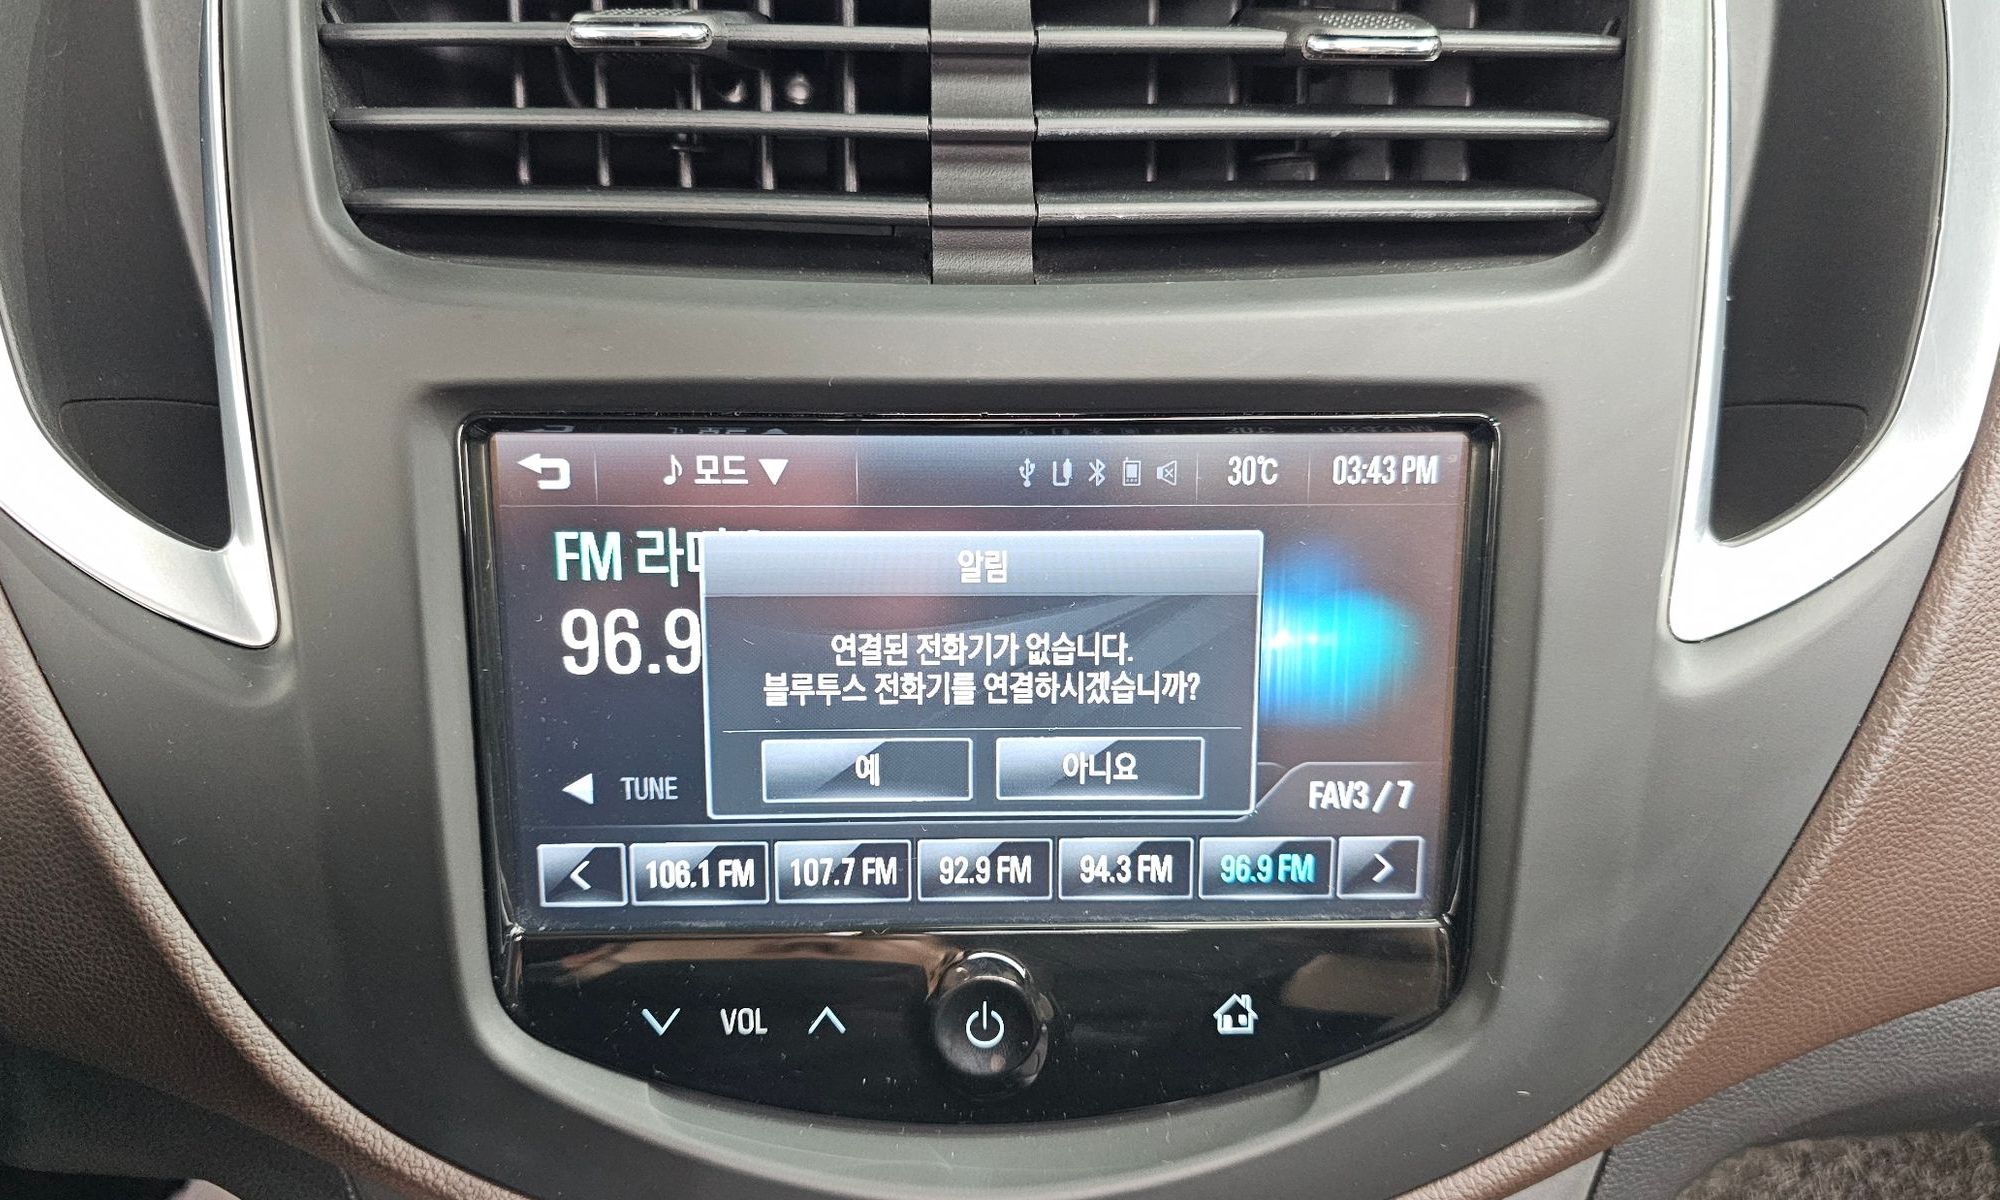 모드 ▼ 30℃ 03:43 PM
FM
96.9
알림
연결된 전화기가 없습니다.
블루투스 전화기를 연결하시겠습니까?
예 아니요
◀ TUNE
FAV3 / 7
< 106.1 FM 107.7 FM 92.9 FM 94.3 FM 96.9 FM >
VOL